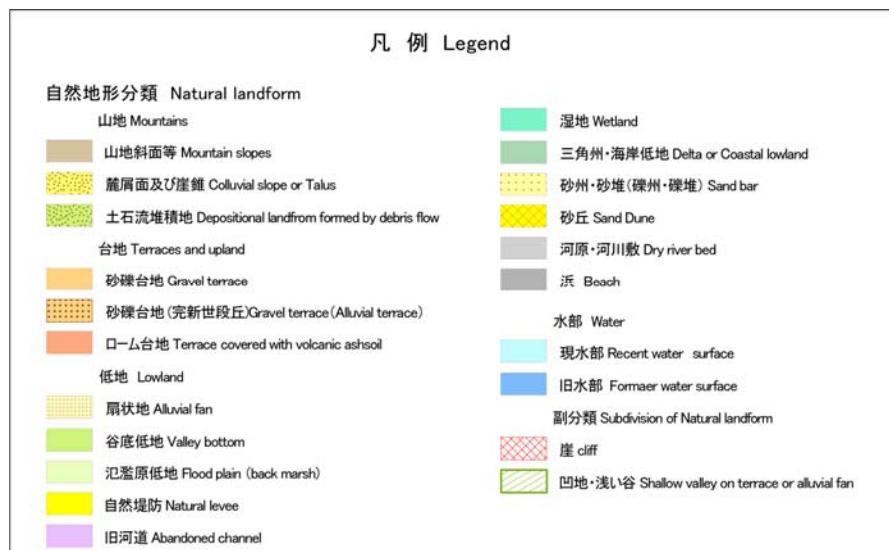 凡 例 Legend
自然地形分類 Natural landform
山地 Mountains
山地斜面等 Mountain slopes
麓屑面及び崖錐 Colluvial slope or Talus
土石流堆積地 Depositional landfrom formed by debris flow
台地 Terraces and upland
砂礫台地 Gravel terrace
砂礫台地(完新世段丘)Gravel terrace(Alluvial terrace)
ローム台地 Terrace covered with volcanic ashsoil
低地 Lowland
扇状地 Alluvial fan
谷底低地 Valley bottom
氾濫原低地 Flood plain (back marsh)
自然堤防 Natural levee
旧河道 Abandoned channel
湿地 Wetland
三角州・海岸低地 Delta or Coastal lowland
砂州・砂堆(礫州・礫堆) Sand bar
砂丘 Sand Dune
河原・河川敷 Dry river bed
浜 Beach
水部 Water
現水部 Recent water surface
旧水部 Formaer water surface
副分類 Subdivision of Natural landform
崖 cliff
凹地・浅い谷 Shallow valley on terrace or alluvial fan